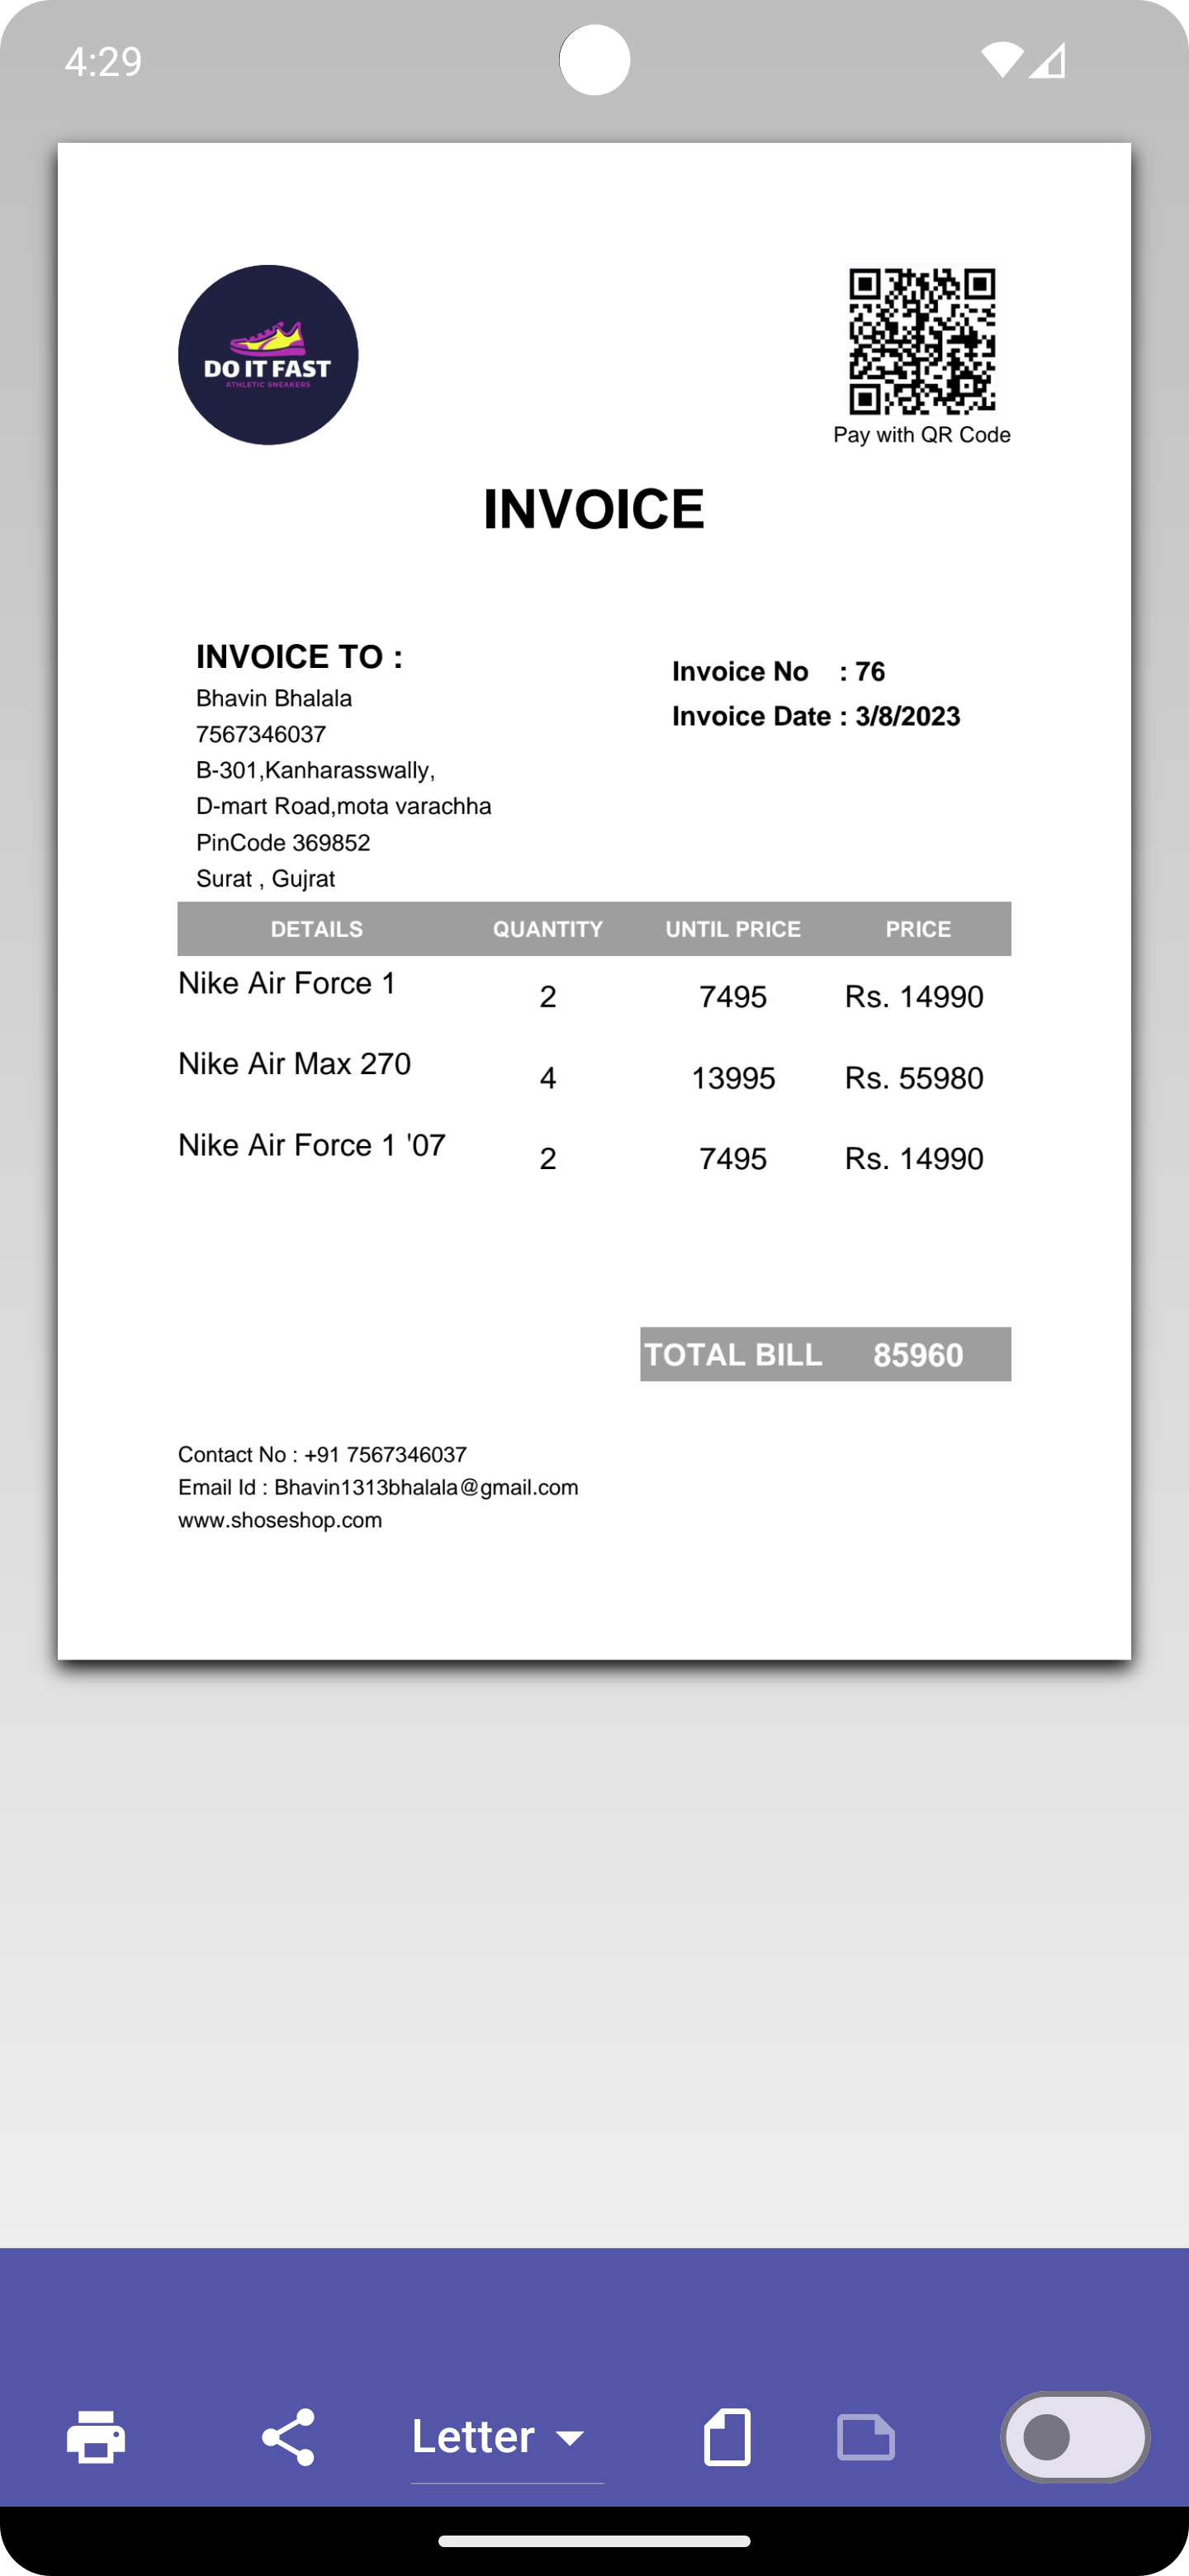 4:29
DO IT FAST
ATHLETIC SNEAKERS
Pay with QR Code
INVOICE
INVOICE TO :
Bhavin Bhalala
7567346037
B-301,Kanharasswally,
D-mart Road,mota varachha
PinCode 369852
Surat , Gujrat
Invoice No : 76
Invoice Date : 3/8/2023
DETAILS QUANTITY UNTIL PRICE PRICE
Nike Air Force 1 2 7495 Rs. 14990
Nike Air Max 270 4 13995 Rs. 55980
Nike Air Force 1 '07 2 7495 Rs. 14990
TOTAL BILL 85960
Contact No : +91 7567346037
Email Id : Bhavin1313bhalala@gmail.com
www.shoseshop.com
Letter